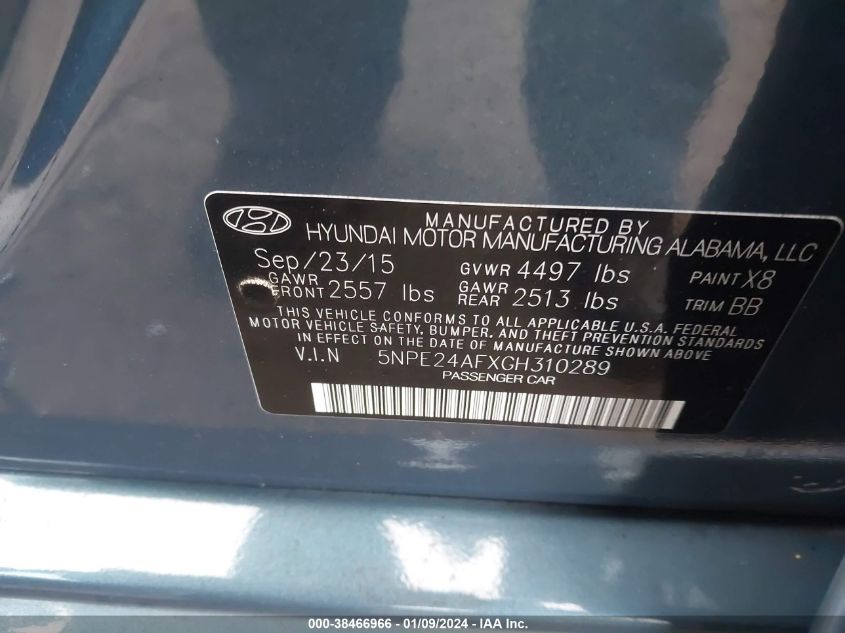 MANUFACTURED BY
HYUNDAI MOTOR MANUFACTURING ALABAMA, LLC
Sep/23/15 GVWR 4497 lbs PAINT X8
GAWR FRONT 2557 lbs GAWR REAR 2513 lbs TRIM BB
THIS VEHICLE CONFORMS TO ALL APPLICABLE U.S.A. FEDERAL
MOTOR VEHICLE SAFETY, BUMPER, AND THEFT PREVENTION STANDARDS
IN EFFECT ON THE DATE OF MANUFACTURE SHOWN ABOVE
V.I.N 5NPE24AFXGH310289
PASSENGER CAR
000-38466966 - 01/09/2024 - IAA Inc.